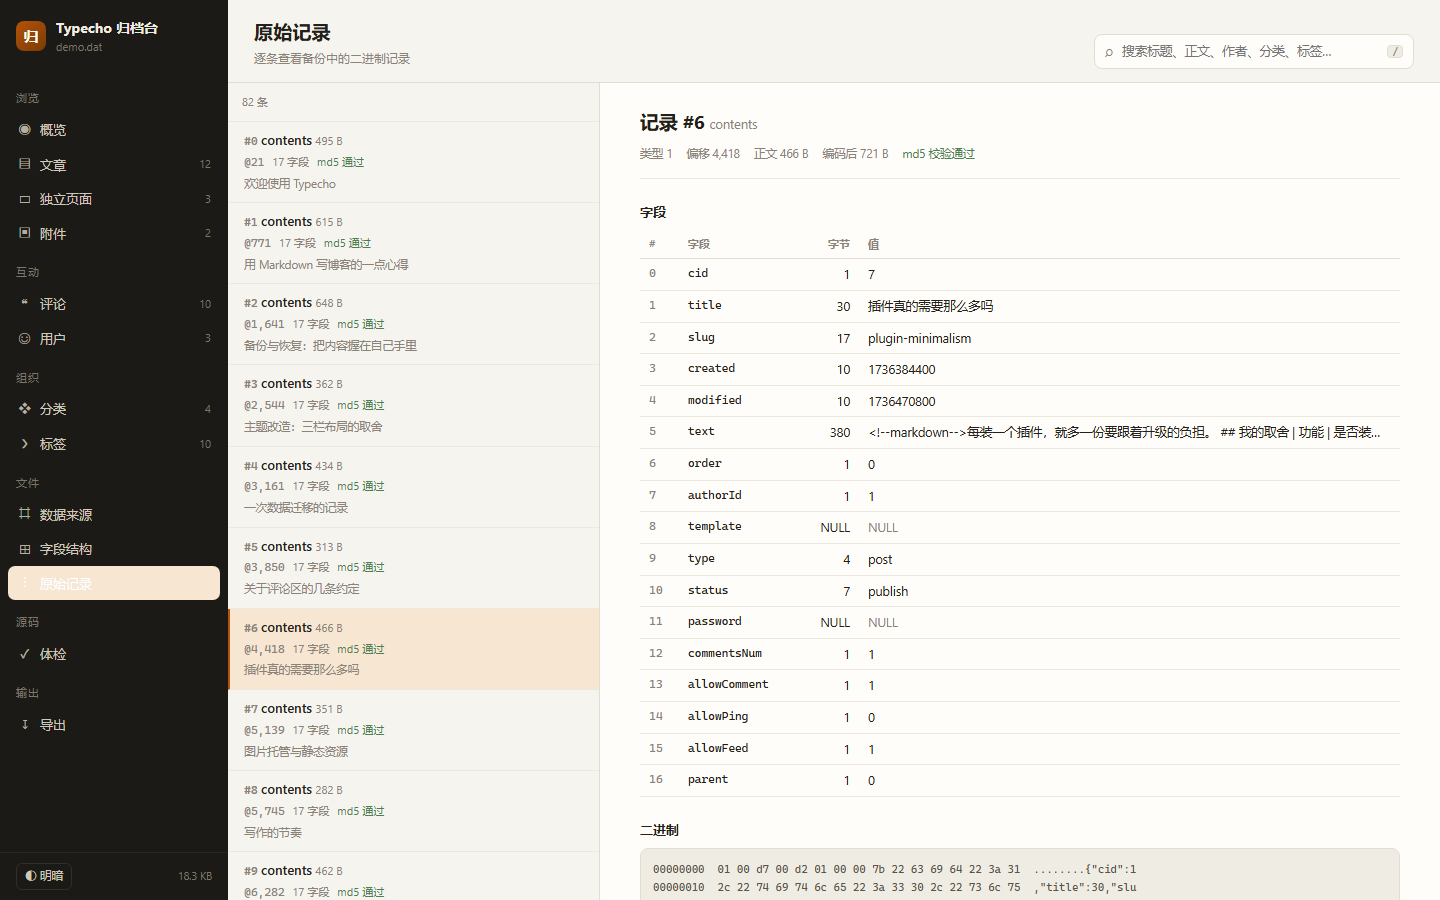 归
Typecho 归档台
demo.dat
浏览
概览
文章 12
独立页面 3
附件 2
互动
评论 10
用户 3
组织
分类 4
标签 10
文件
数据来源
字段结构
原始记录
源码
体检
输出
导出
明暗
18.3 KB
原始记录
逐条查看备份中的二进制记录
搜索标题、正文、作者、分类、标签... /
82 条
#0 contents 495 B
@21 17 字段 md5 通过
欢迎使用 Typecho
#1 contents 615 B
@771 17 字段 md5 通过
用 Markdown 写博客的一点心得
#2 contents 648 B
@1,641 17 字段 md5 通过
备份与恢复：把内容握在自己手里
#3 contents 362 B
@2,544 17 字段 md5 通过
主题改造：三栏布局的取舍
#4 contents 434 B
@3,161 17 字段 md5 通过
一次数据迁移的记录
#5 contents 313 B
@3,850 17 字段 md5 通过
关于评论区的几条约定
#6 contents 466 B
@4,418 17 字段 md5 通过
插件真的需要那么多吗
#7 contents 351 B
@5,139 17 字段 md5 通过
图片托管与静态资源
#8 contents 282 B
@5,745 17 字段 md5 通过
写作的节奏
#9 contents 462 B
@6,282 17 字段 md5 通过
记录 #6 contents
类型 1 偏移 4,418 正文 466 B 编码后 721 B md5 校验通过
字段
# 字段 字节 值
0 cid 1 7
1 title 30 插件真的需要那么多吗
2 slug 17 plugin-minimalism
3 created 10 1736384400
4 modified 10 1736470800
5 text 380 <!--markdown-->每装一个插件，就多一份要跟着升级的负担。 ## 我的取舍 | 功能 | 是否装...
6 order 1 0
7 authorId 1 1
8 template NULL NULL
9 type 4 post
10 status 7 publish
11 password NULL NULL
12 commentsNum 1 1
13 allowComment 1 1
14 allowPing 1 0
15 allowFeed 1 1
16 parent 1 0
二进制
00000000 01 00 d7 00 d2 01 00 00 7b 22 63 69 64 22 3a 31 ........{"cid":1
00000010 2c 22 74 69 74 6c 65 22 3a 33 30 2c 22 73 6c 75 ,"title":30,"slu